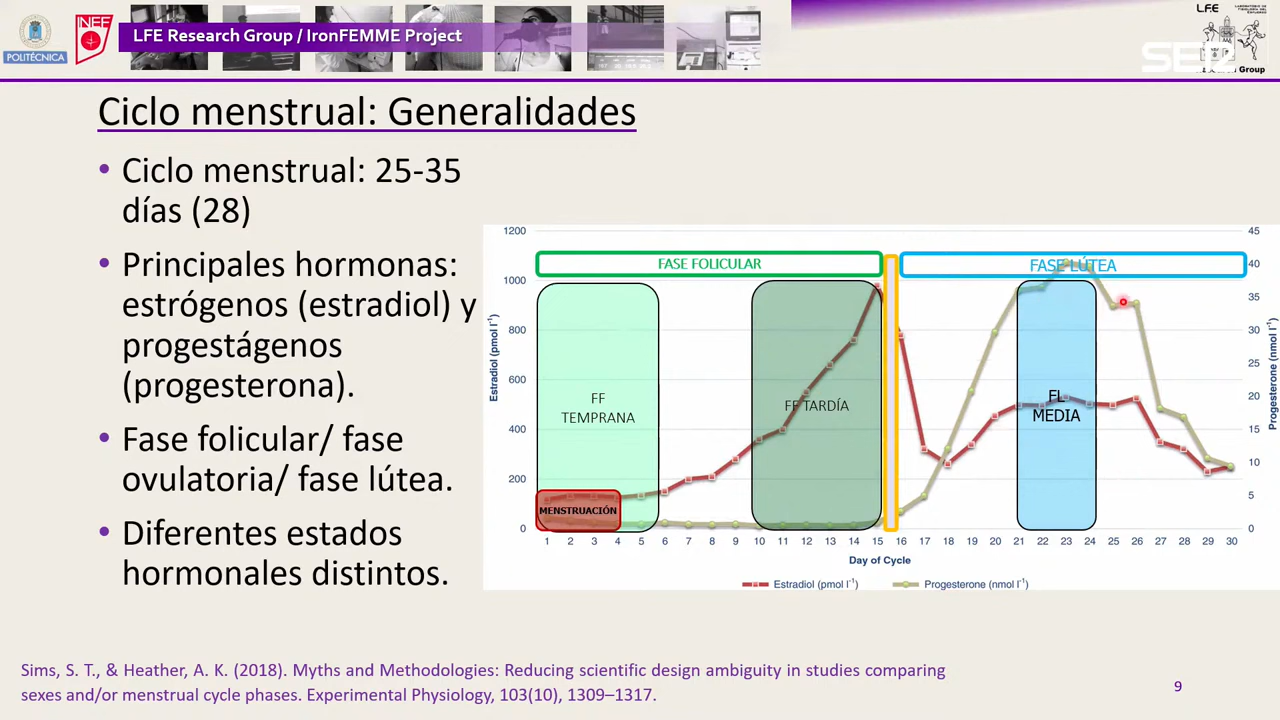 POLITÉCNICA
INEF
LFE Research Group / IronFEMME Project
LFE
Group
Ciclo menstrual: Generalidades
• Ciclo menstrual: 25-35
días (28)
• Principales hormonas:
estrógenos (estradiol) y
progestágenos
(progesterona).
• Fase folicular/ fase
ovulatoria/ fase lútea.
• Diferentes estados
hormonales distintos.
1200
1000
800
600
400
200
0
Estradiol (pmol l⁻¹)
FASE FOLICULAR
FASE LÚTEA
FF
TEMPRANA
FF TARDÍA
FL
MEDIA
MENSTRUACIÓN
45
40
35
30
25
20
15
10
5
0
Progesterone (nmol l⁻¹)
1 2 3 4 5 6 7 8 9 10 11 12 13 14 15 16 17 18 19 20 21 22 23 24 25 26 27 28 29 30
Day of Cycle
Estradiol (pmol l⁻¹) Progesterone (nmol l⁻¹)
Sims, S. T., & Heather, A. K. (2018). Myths and Methodologies: Reducing scientific design ambiguity in studies comparing
sexes and/or menstrual cycle phases. Experimental Physiology, 103(10), 1309–1317.
9